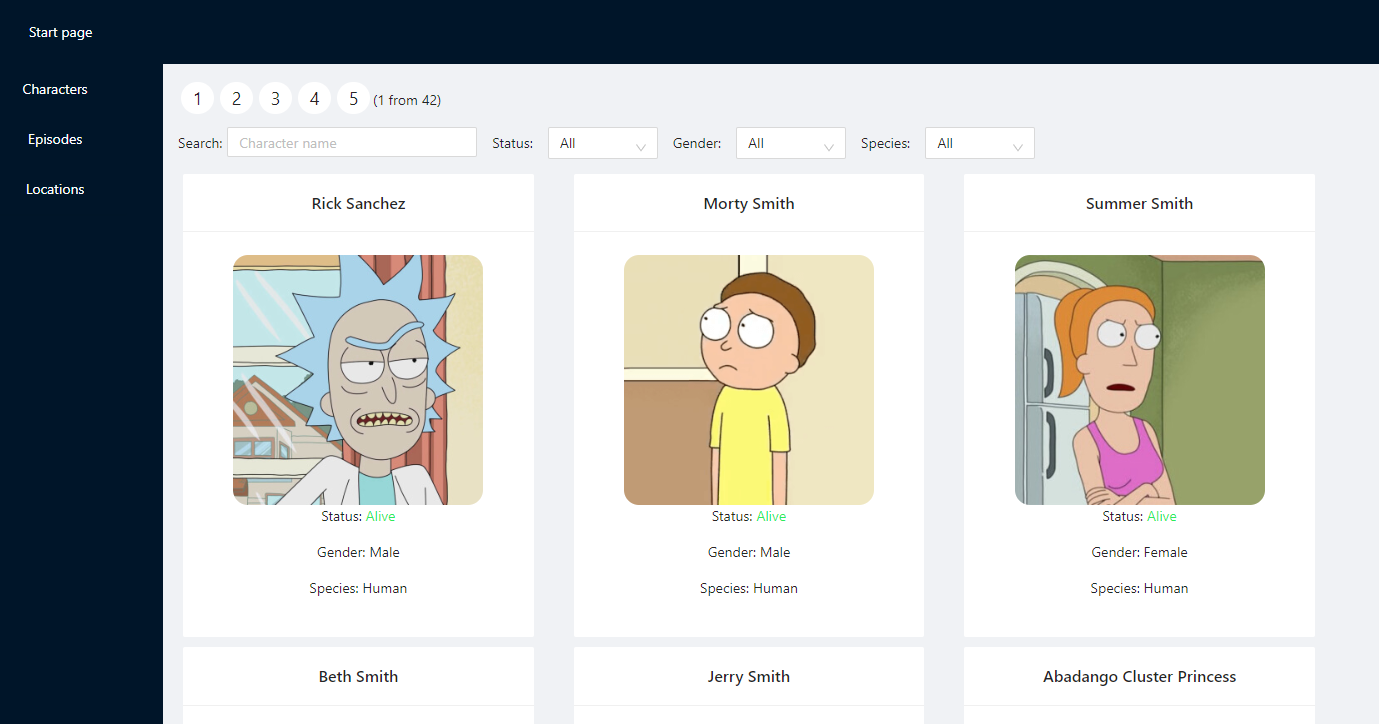 Start page
Characters
Episodes
Locations
1 2 3 4 5 (1 from 42)
Search: Character name Status: All Gender: All Species: All
Rick Sanchez Morty Smith Summer Smith
Status: Alive Status: Alive Status: Alive
Gender: Male Gender: Male Gender: Female
Species: Human Species: Human Species: Human
Beth Smith Jerry Smith Abadango Cluster Princess